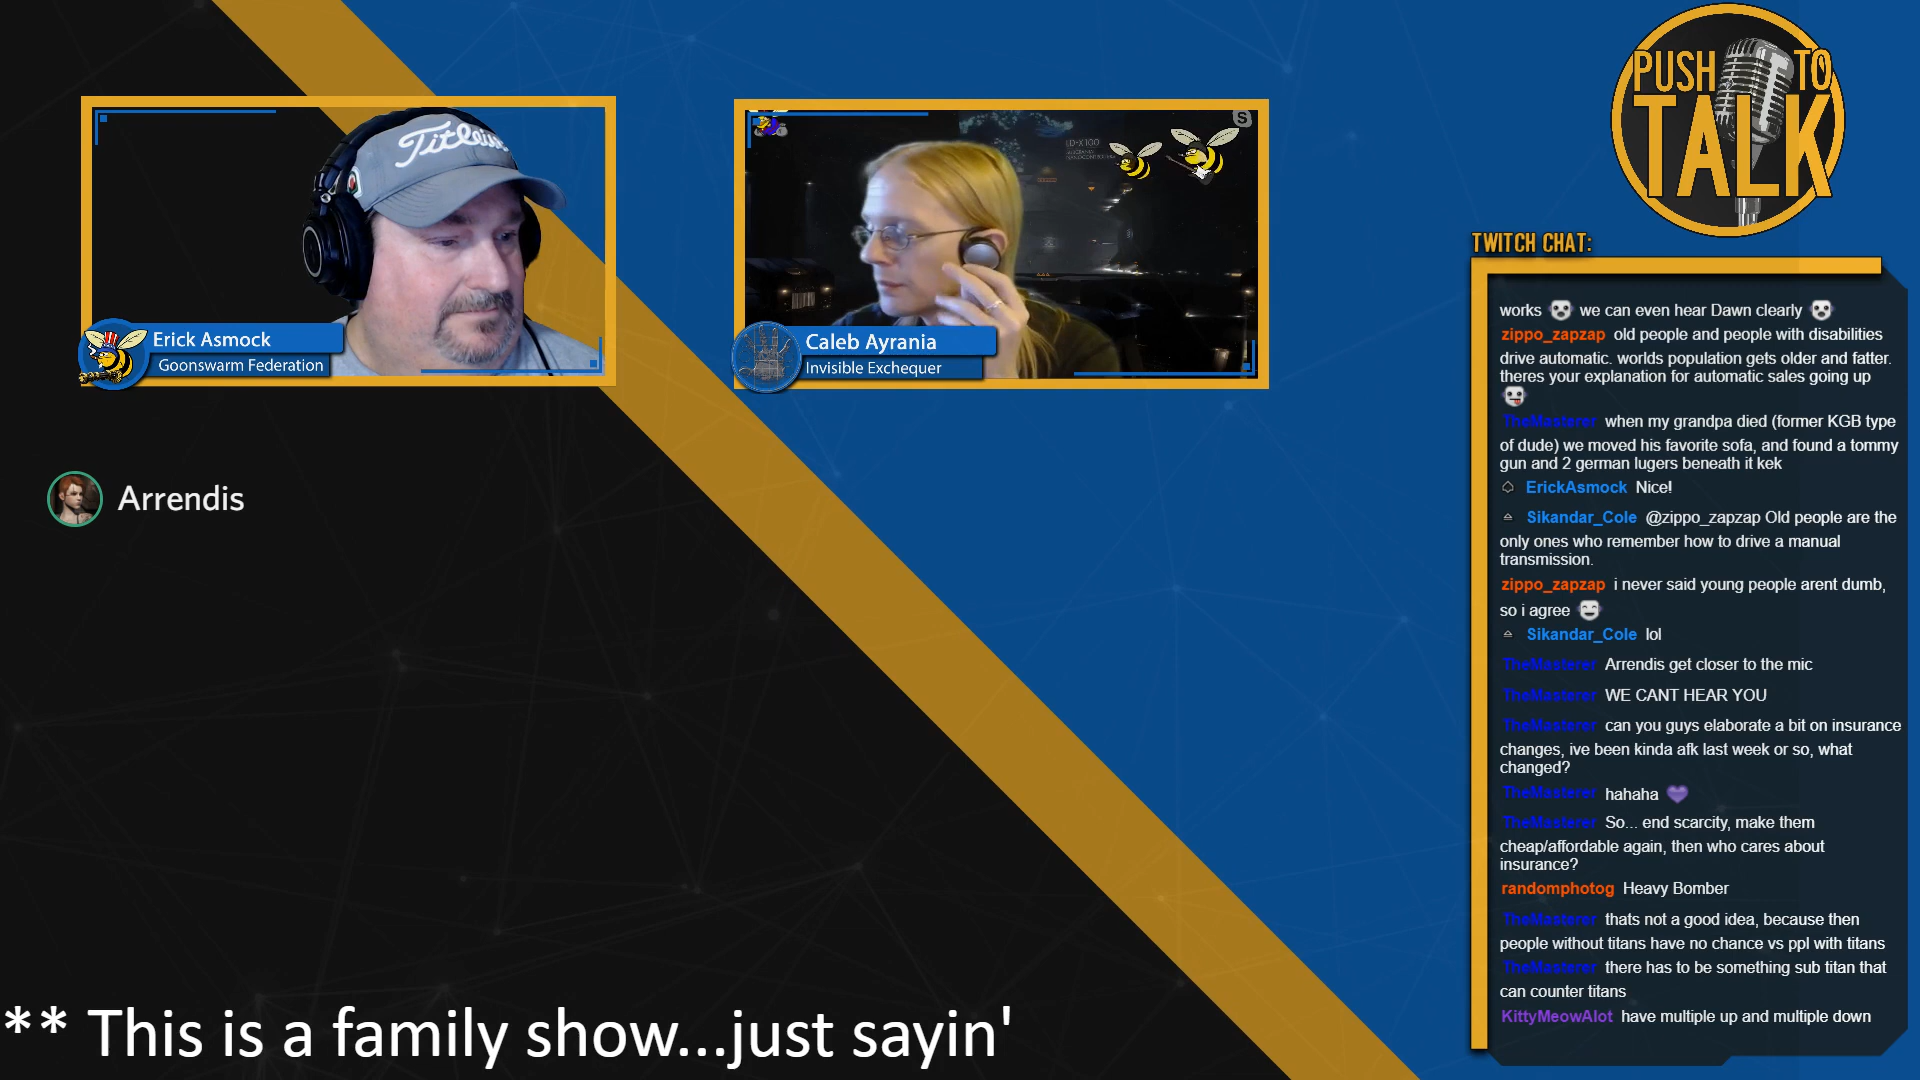 PUSH TO
TALK
Titleist
LD-X100
S
Erick Asmock
Goonswarm Federation
Caleb Ayrania
Invisible Exchequer
Arrendis
** This is a family show...just sayin'
TWITCH CHAT:
works we can even hear Dawn clearly
zippo_zapzap old people and people with disabilities
drive automatic. worlds population gets older and fatter.
theres your explanation for automatic sales going up
TheMasterer when my grandpa died (former KGB type
of dude) we moved his favorite sofa, and found a tommy
gun and 2 german lugers beneath it kek
ErickAsmock Nice!
Sikandar_Cole @zippo_zapzap Old people are the
only ones who remember how to drive a manual
transmission.
zippo_zapzap i never said young people arent dumb,
so i agree
Sikandar_Cole lol
TheMasterer Arrendis get closer to the mic
TheMasterer WE CANT HEAR YOU
TheMasterer can you guys elaborate a bit on insurance
changes, ive been kinda afk last week or so, what
changed?
TheMasterer hahaha
TheMasterer So... end scarcity, make them
cheap/affordable again, then who cares about
insurance?
randomphotog Heavy Bomber
TheMasterer thats not a good idea, because then
people without titans have no chance vs ppl with titans
TheMasterer there has to be something sub titan that
can counter titans
KittyMeowAlot have multiple up and multiple down